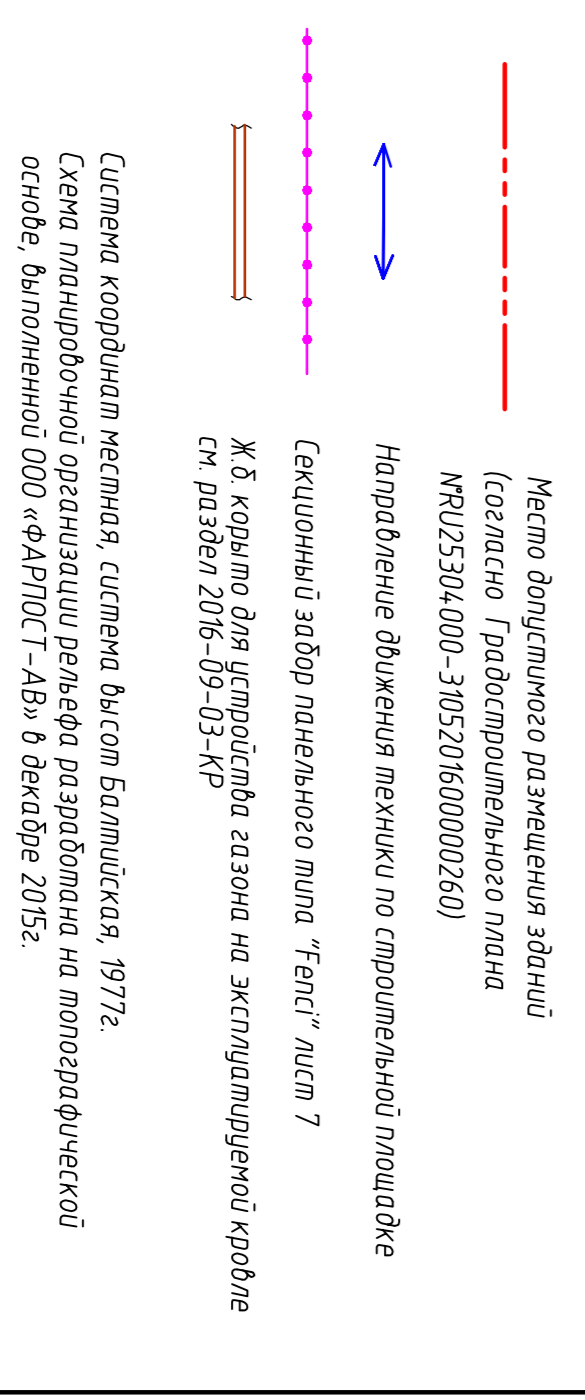 Место допустимого размещения зданий
(согласно Градостроительного плана
№RU25304000-3105201600000260)
Направление движения техники по строительной площадке
Секционный забор панельного типа "Fenci" лист 7
Ж.б. корыто для устройства газона на эксплуатируемой кровле
см. раздел 2016-09-03-КР
Система координат местная, система высот Балтийская, 1977г.
Схема планировочной организации рельефа разработана на топографической
основе, выполненной ООО «ФАРПОСТ-АВ» в декабре 2015г.